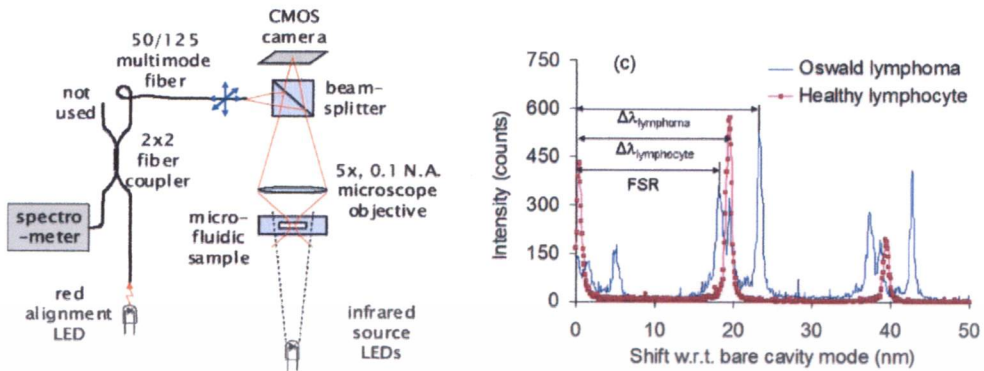 CMOS
camera
50/125
multimode
fiber
not
used
beam-
splitter
2x2
fiber
coupler
5x, 0.1 N.A.
microscope
objective
spectro
-meter
micro-
fluidic
sample
red
alignment
LED
infrared
source
LEDs
(c)
Oswald lymphoma
Healthy lymphocyte
Δλlymphoma
Δλlymphocyte
FSR
Intensity (counts)
750
600
450
300
150
0
0 10 20 30 40 50
Shift w.r.t. bare cavity mode (nm)